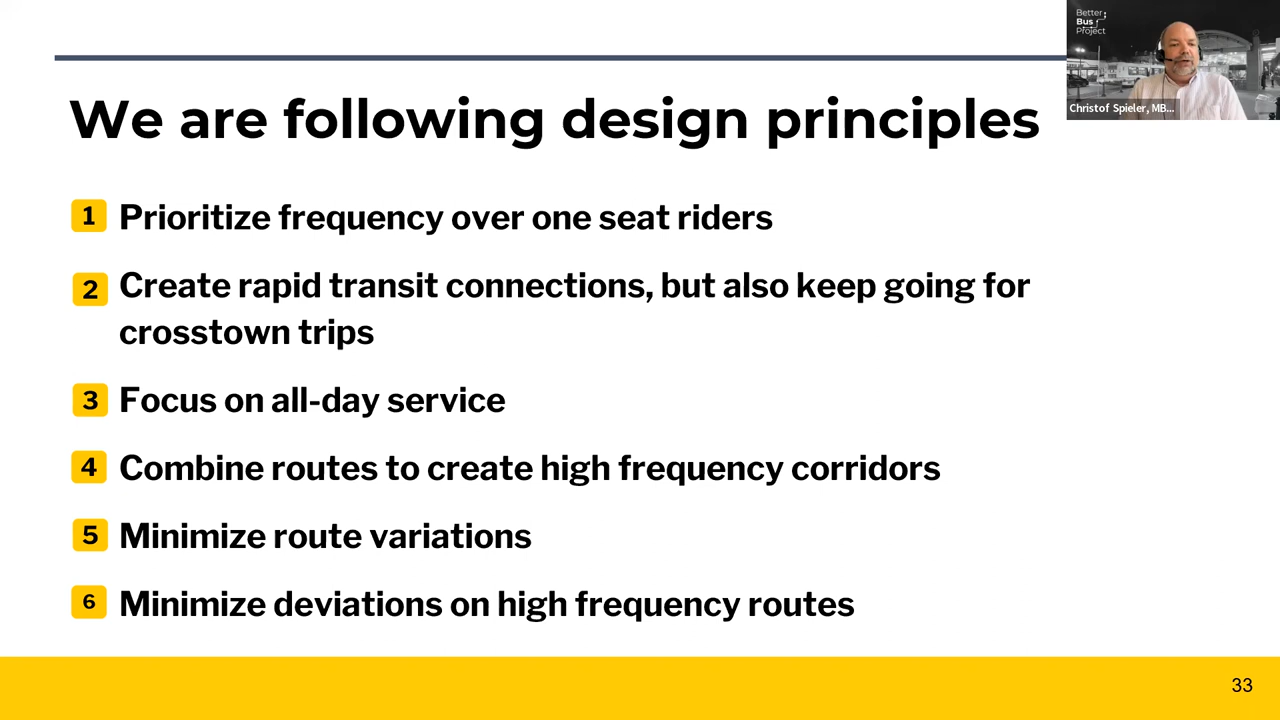 Better
Bus
Project
Christof Spieler, MB...
We are following design principles
1 Prioritize frequency over one seat riders
2 Create rapid transit connections, but also keep going for
crosstown trips
3 Focus on all-day service
4 Combine routes to create high frequency corridors
5 Minimize route variations
6 Minimize deviations on high frequency routes
33